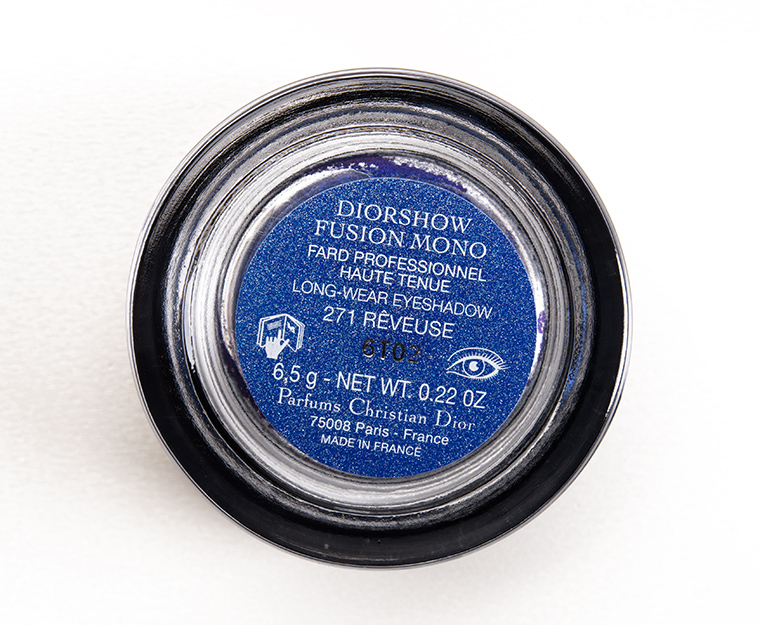 DIORSHOW
FUSION MONO
FARD PROFESSIONNEL
HAUTE TENUE
LONG-WEAR EYESHADOW
271 RÊVEUSE
6T02
6,5 g - NET WT. 0.22 OZ
Parfums Christian Dior
75008 Paris - France
MADE IN FRANCE